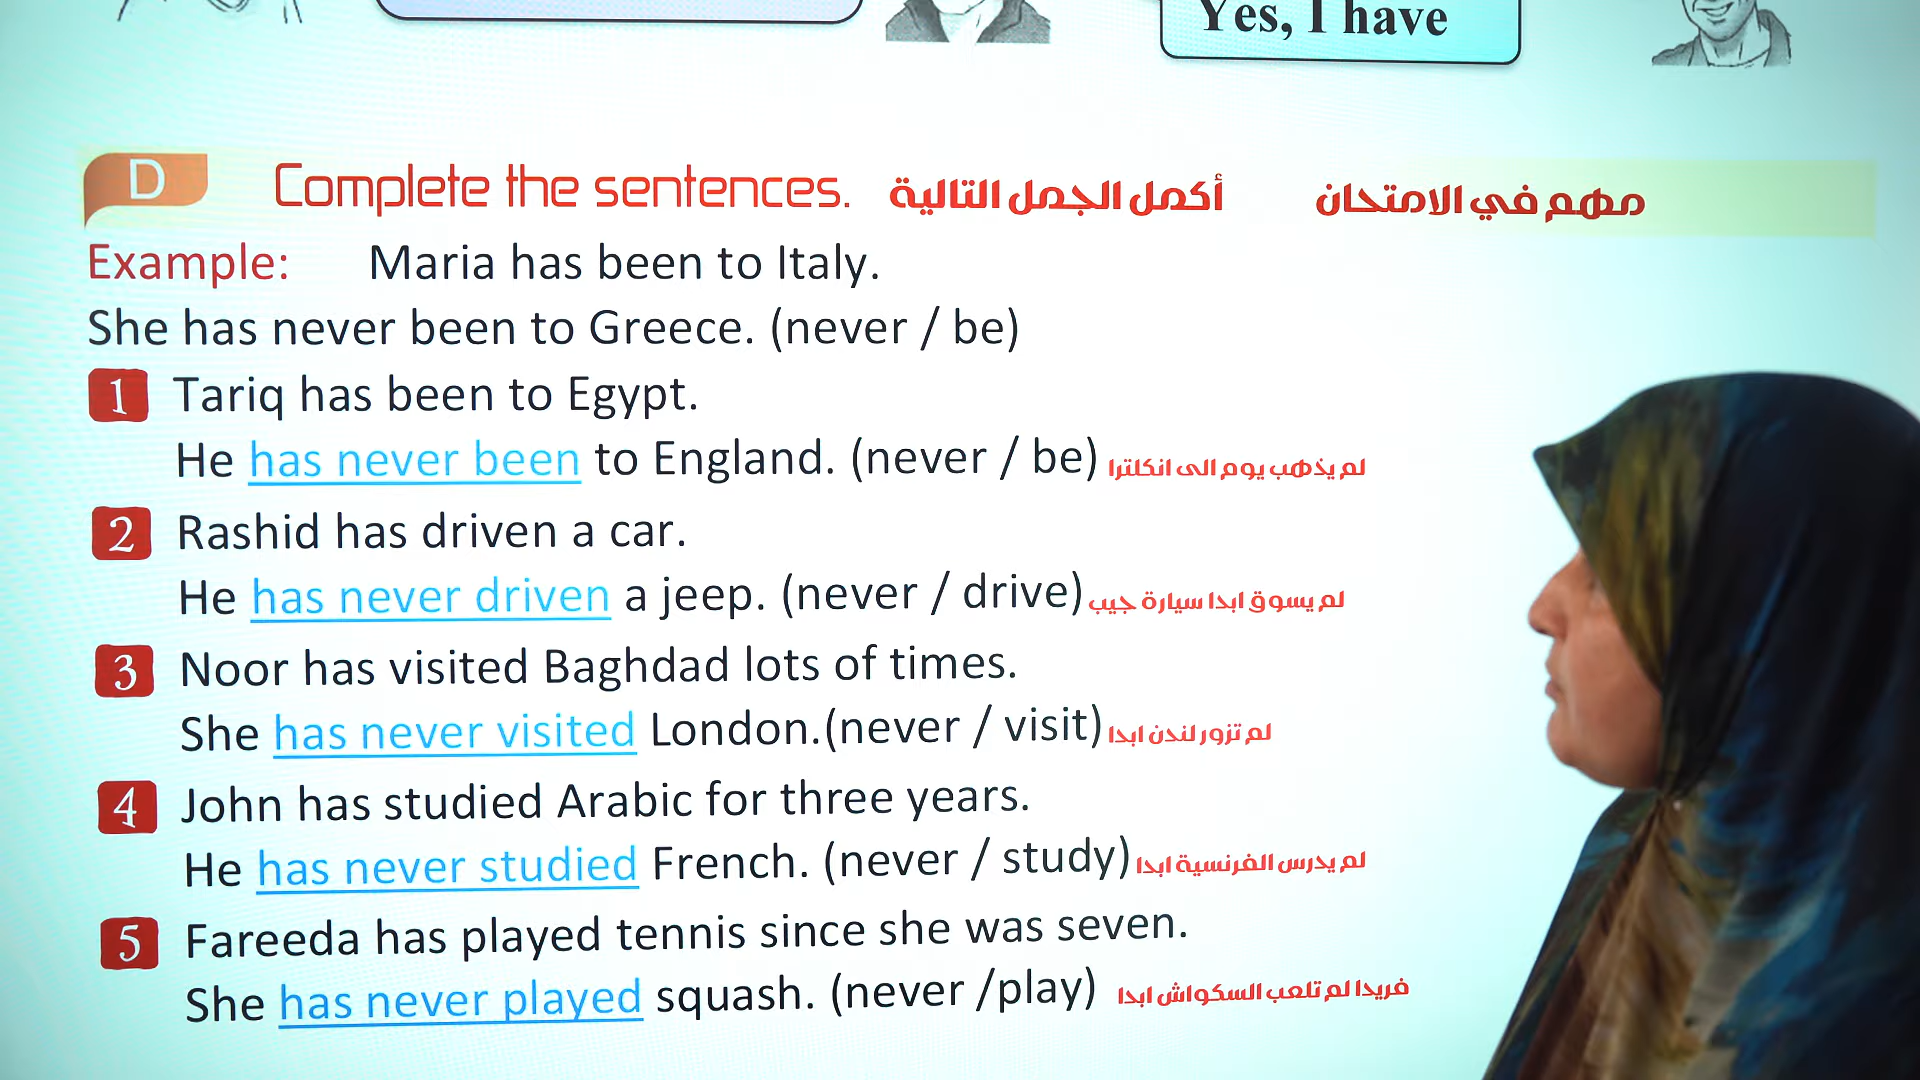 Yes, I have
D Complete the sentences. أكمل الجمل التالية مهم في الامتحان
Example: Maria has been to Italy.
She has never been to Greece. (never / be)
1 Tariq has been to Egypt.
He has never been to England. (never / be) لم يذهب يوم الى انكلترا
2 Rashid has driven a car.
He has never driven a jeep. (never / drive) لم يسوق ابدا سيارة جيب
3 Noor has visited Baghdad lots of times.
She has never visited London.(never / visit) لم تزور لندن ابدا
4 John has studied Arabic for three years.
He has never studied French. (never / study) لم يدرس الفرنسية ابدا
5 Fareeda has played tennis since she was seven.
She has never played squash. (never /play) فريدا لم تلعب السكواش ابدا